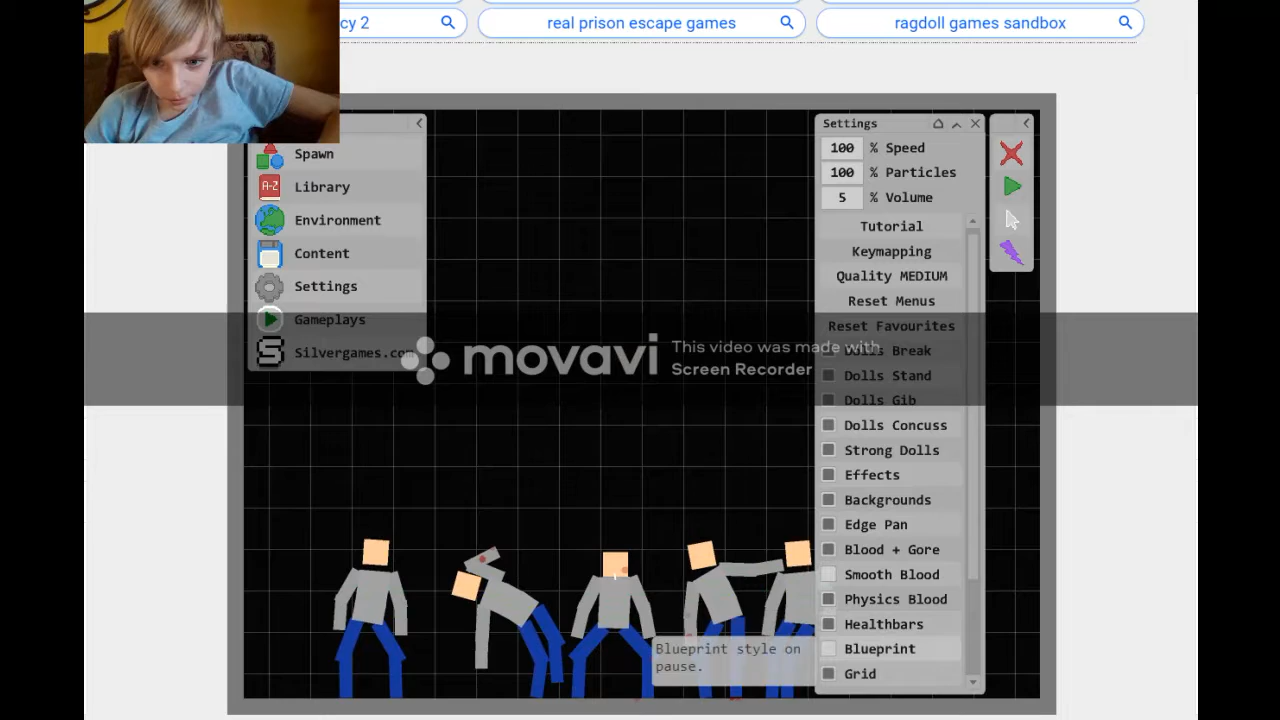 cy 2
real prison escape games
ragdoll games sandbox
Spawn
Library
Environment
Content
Settings
Gameplays
Silvergames.com
Settings
100 % Speed
100 % Particles
5 % Volume
Tutorial
Keymapping
Quality MEDIUM
Reset Menus
Reset Favourites
Dolls Break
Dolls Stand
Dolls Gib
Dolls Concuss
Strong Dolls
Effects
Backgrounds
Edge Pan
Blood + Gore
Smooth Blood
Physics Blood
Healthbars
Blueprint
Grid
A-Z
movavi
This video was made with
Screen Recorder
Blueprint style on
pause.